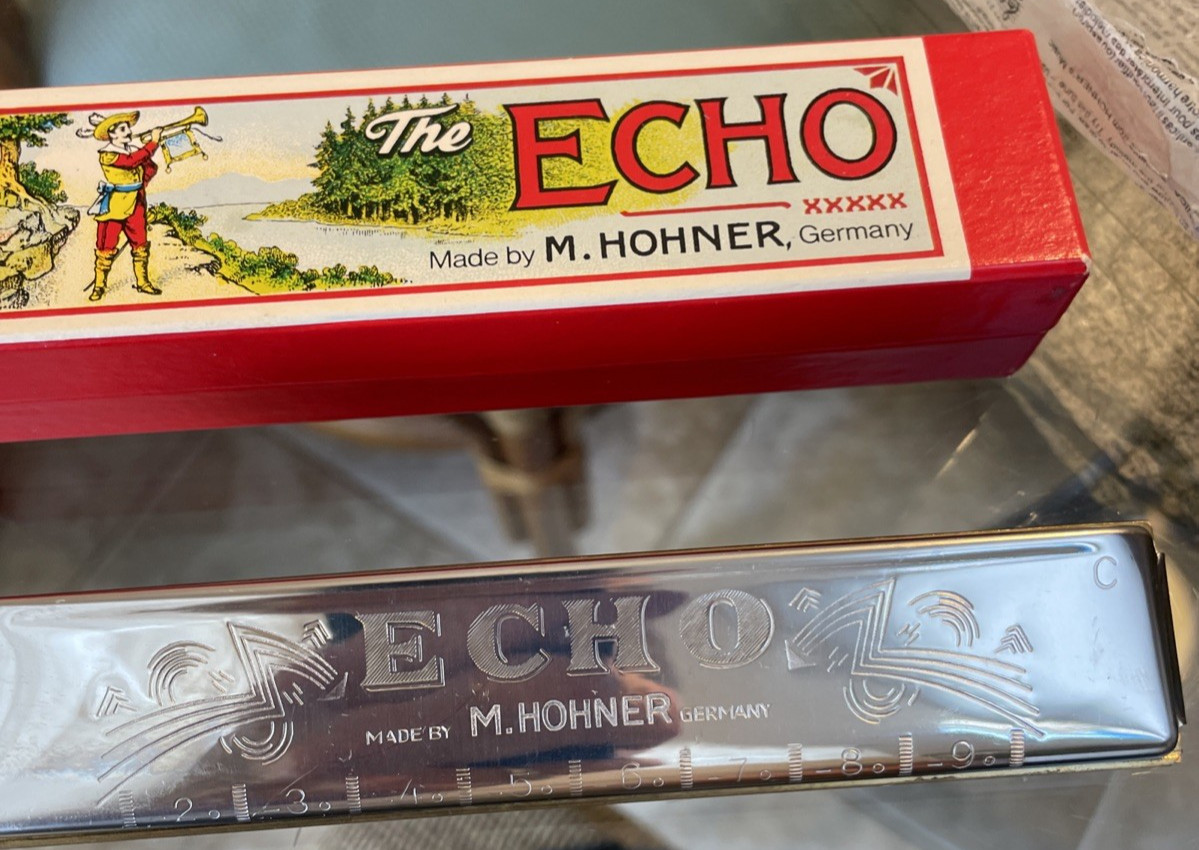 The ECHO
xxxxx
Made by M. HOHNER, Germany
C
ECHO
MADE BY M. HOHNER GERMANY
2 3 4 5 6 7 8 9